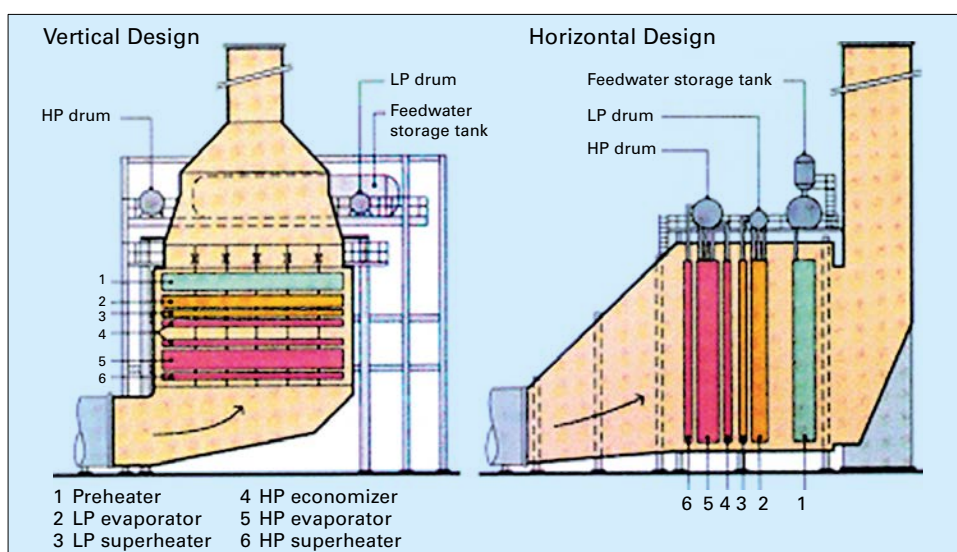 Vertical Design
HP drum
LP drum
Feedwater
storage tank
1
2
3
4
5
6
Horizontal Design
Feedwater storage tank
LP drum
HP drum
6 5 4 3 2 1
1 Preheater
2 LP evaporator
3 LP superheater
4 HP economizer
5 HP evaporator
6 HP superheater